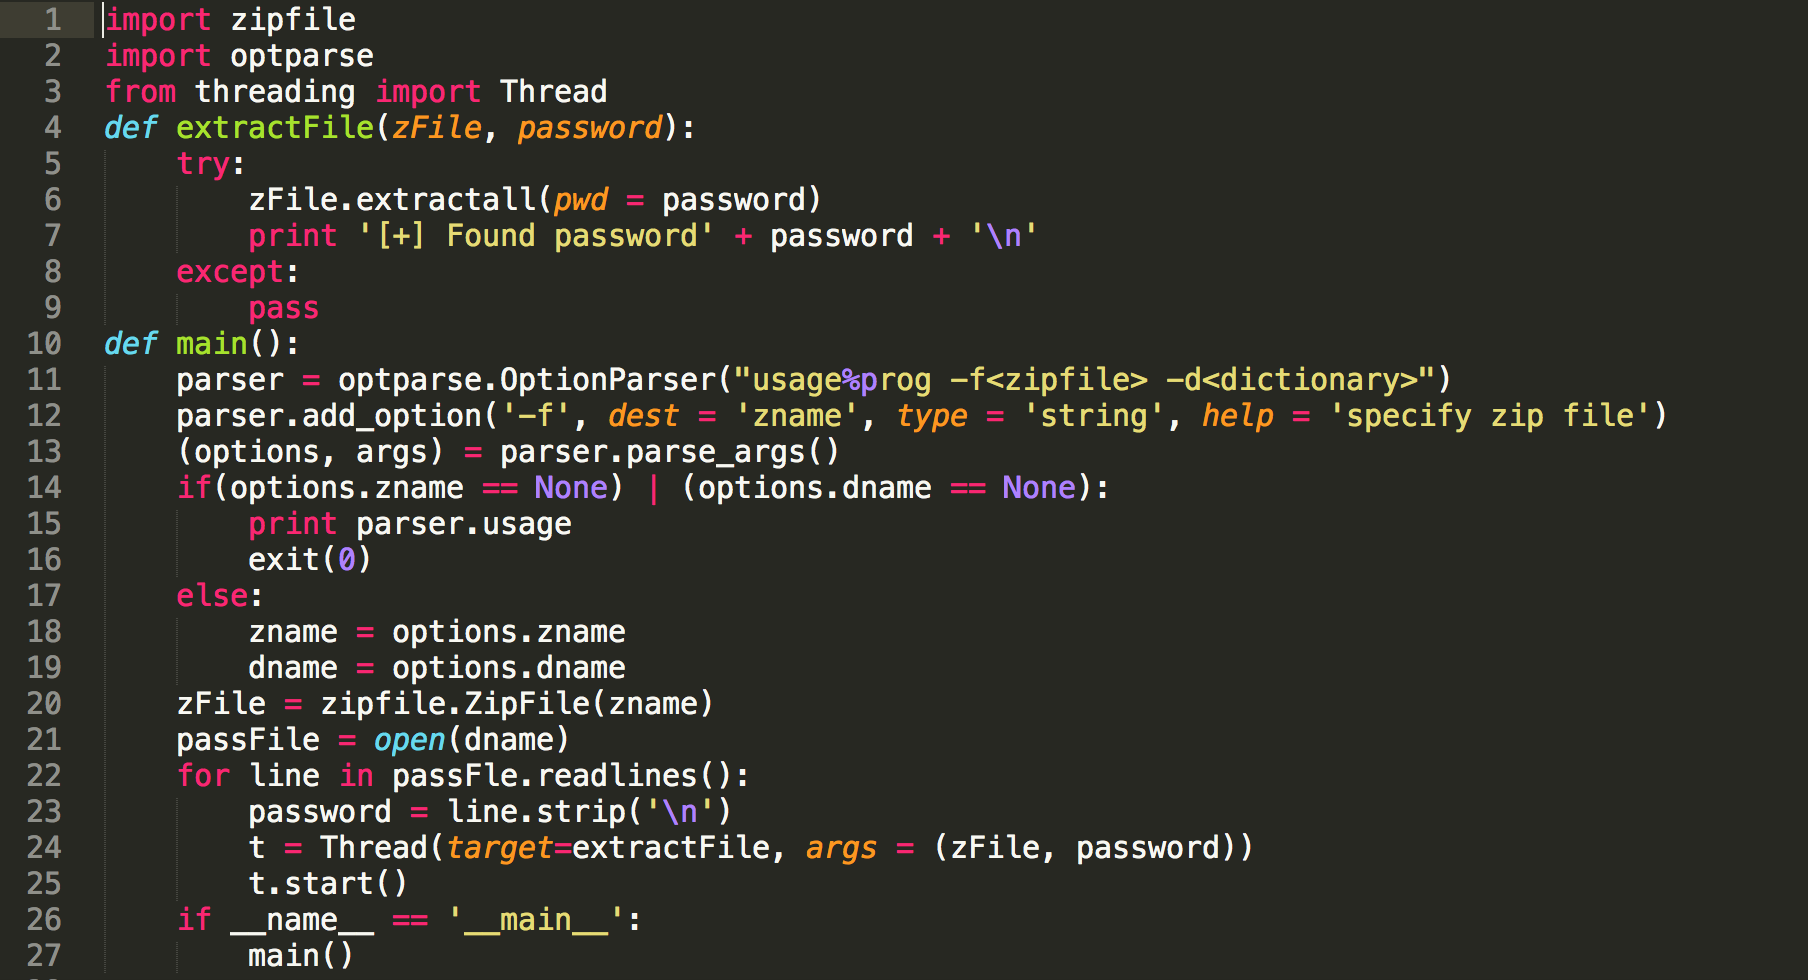 1 import zipfile
2 import optparse
3 from threading import Thread
4 def extractFile(zFile, password):
5     try:
6         zFile.extractall(pwd = password)
7         print '[+] Found password' + password + '\n'
8     except:
9         pass
10 def main():
11     parser = optparse.OptionParser("usage%prog -f<zipfile> -d<dictionary>")
12     parser.add_option('-f', dest = 'zname', type = 'string', help = 'specify zip file')
13     (options, args) = parser.parse_args()
14     if(options.zname == None) | (options.dname == None):
15         print parser.usage
16         exit(0)
17     else:
18         zname = options.zname
19         dname = options.dname
20     zFile = zipfile.ZipFile(zname)
21     passFile = open(dname)
22     for line in passFle.readlines():
23         password = line.strip('\n')
24         t = Thread(target=extractFile, args = (zFile, password))
25         t.start()
26     if __name__ == '__main__':
27         main()